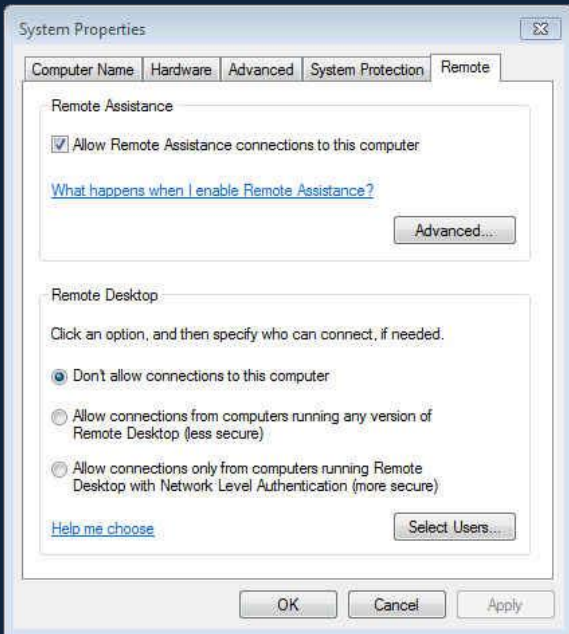 System Properties
Computer Name
Hardware
Advanced
System Protection
Remote
Remote Assistance
Allow Remote Assistance connections to this computer
What happens when I enable Remote Assistance?
Advanced...
Remote Desktop
Click an option, and then specify who can connect, if needed.
Don't allow connections to this computer
Allow connections from computers running any version of
Remote Desktop (less secure)
Allow connections only from computers running Remote
Desktop with Network Level Authentication (more secure)
Help me choose
Select Users...
OK
Cancel
Apply